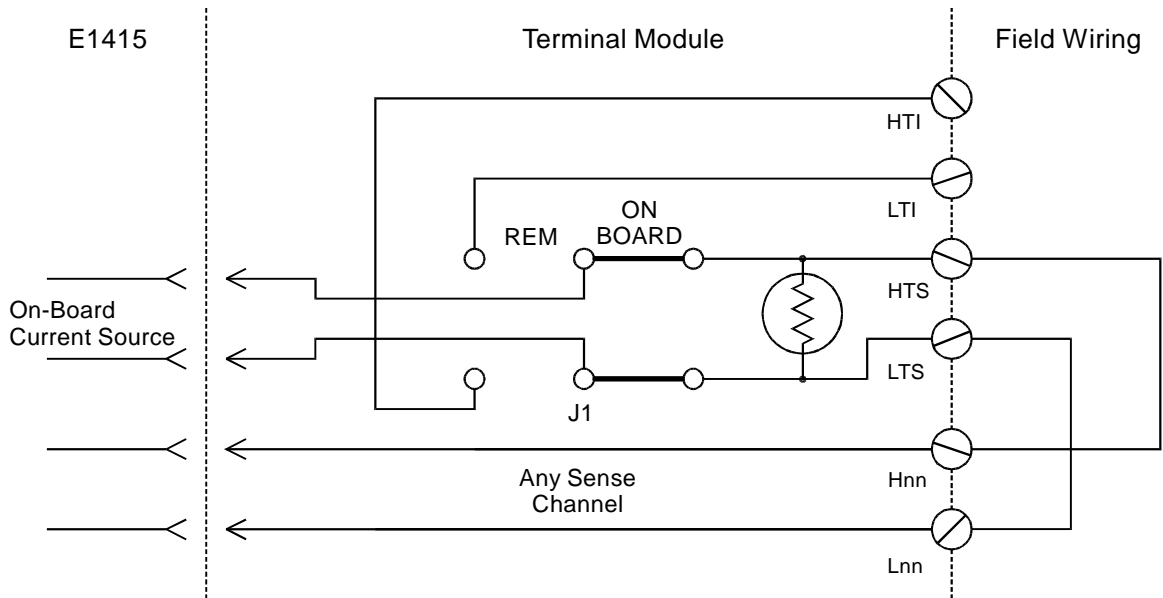 E1415
Terminal Module
Field Wiring
HTI
LTI
REM
ON
BOARD
HTS
On-Board
Current Source
LTS
J1
Any Sense
Channel
Hnn
Lnn